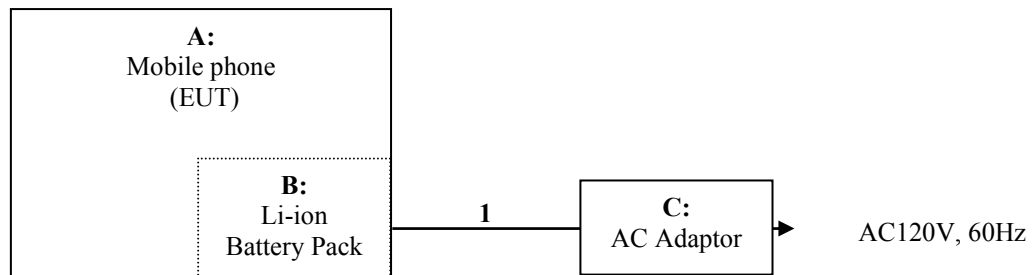 A:
Mobile phone
(EUT)
B:
Li-ion
Battery Pack
1
C:
AC Adaptor
AC120V, 60Hz